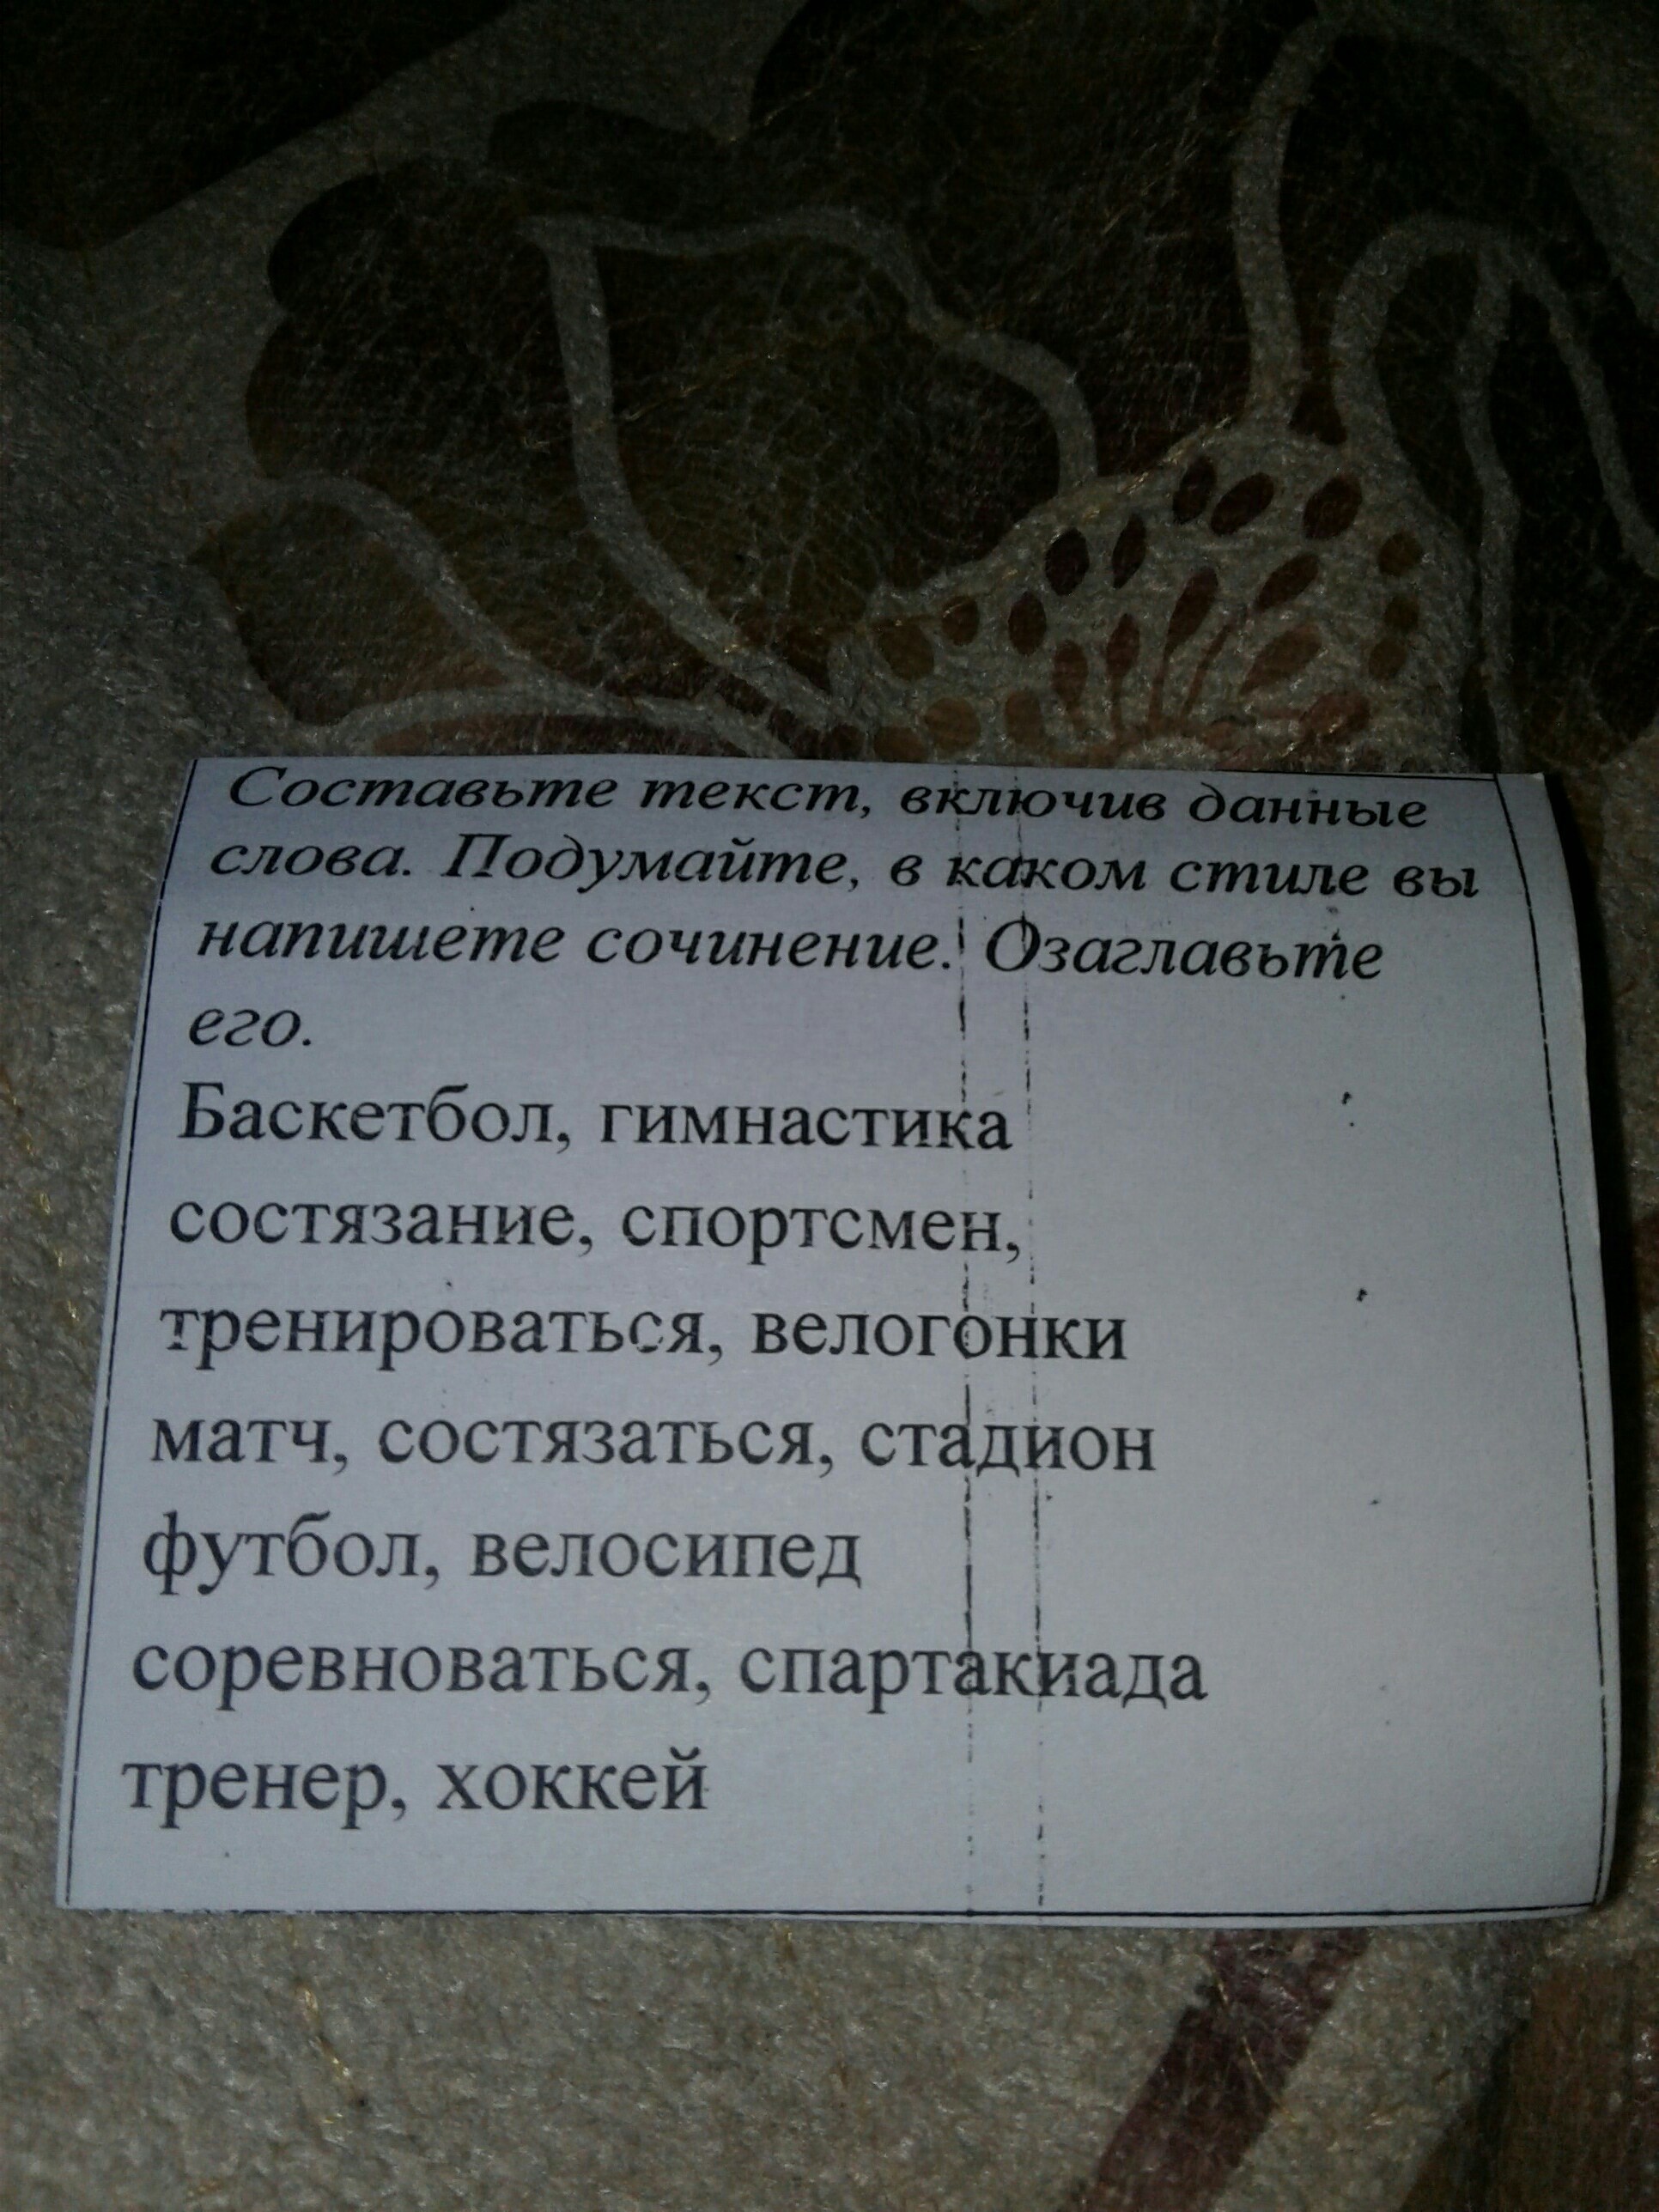 Составьте текст, включив данные
слова. Подумайте, в каком стиле вы
напишете сочинение. Озаглавьте
его.
Баскетбол, гимнастика
состязание, спортсмен,
тренироваться, велогонки
матч, состязаться, стадион
футбол, велосипед
соревноваться, спартакиада
тренер, хоккей